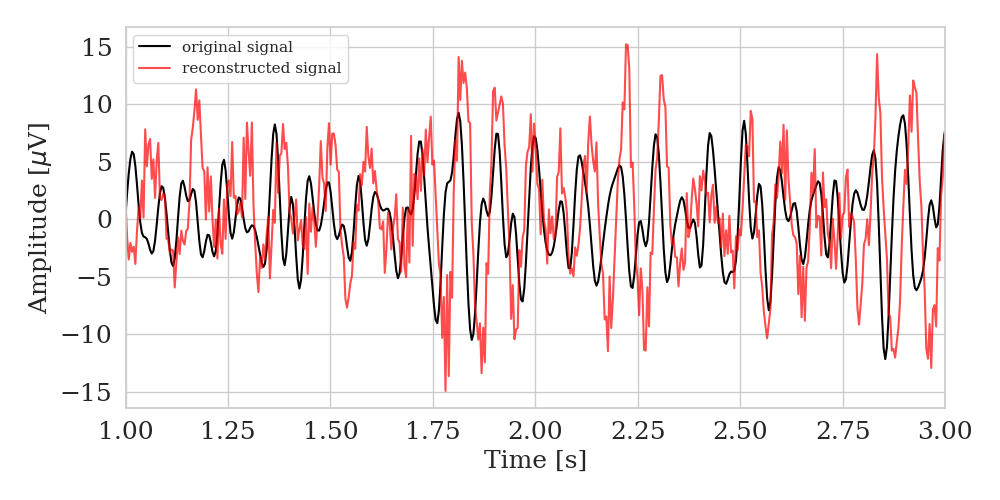 original signal
reconstructed signal
Amplitude [μV]
15
10
5
0
−5
−10
−15
1.00 1.25 1.50 1.75 2.00 2.25 2.50 2.75 3.00
Time [s]